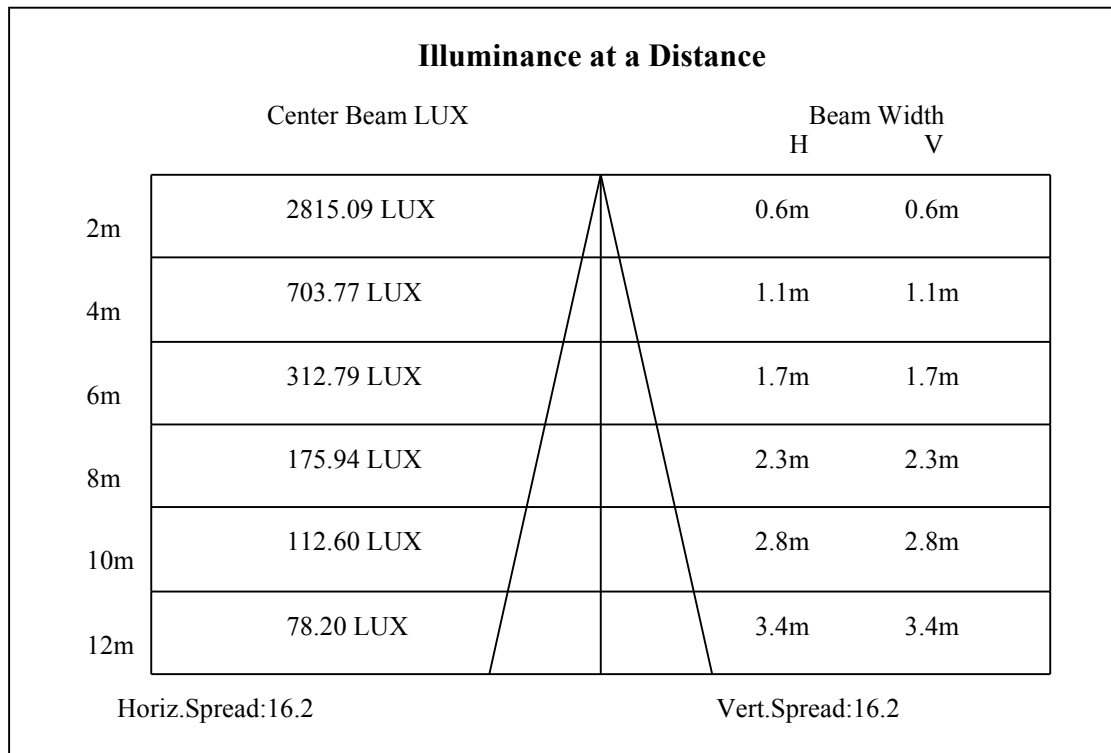 Illuminance at a Distance
Center Beam LUX Beam Width
H V
2815.09 LUX 0.6m 0.6m
2m
703.77 LUX 1.1m 1.1m
4m
312.79 LUX 1.7m 1.7m
6m
175.94 LUX 2.3m 2.3m
8m
112.60 LUX 2.8m 2.8m
10m
78.20 LUX 3.4m 3.4m
12m
Horiz.Spread:16.2 Vert.Spread:16.2